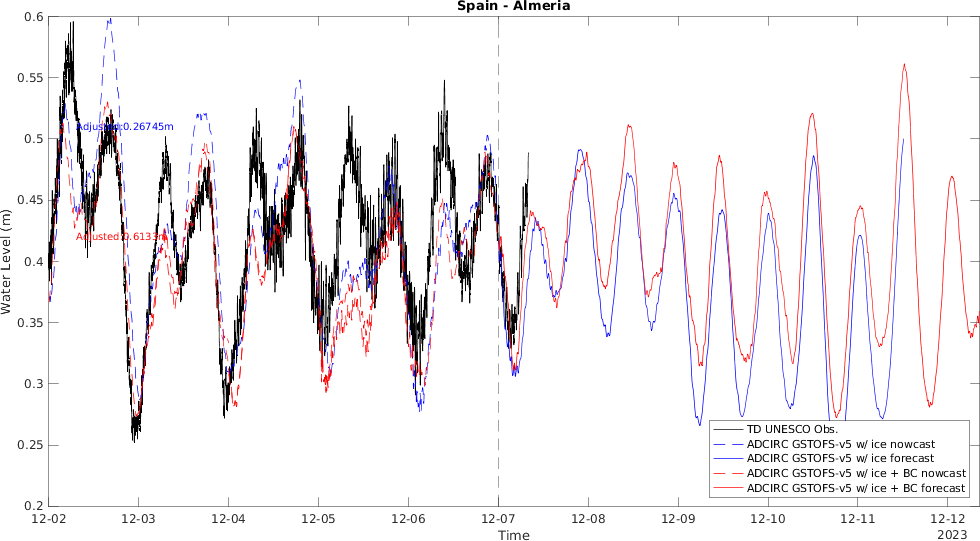 Spain - Almeria
Water Level (m)
0.6
0.55
0.5
0.45
0.4
0.35
0.3
0.25
0.2
Adjusted 0.26745m
Adjusted 0.6133m
TD UNESCO Obs.
ADCIRC GSTOFS-v5 w/ ice nowcast
ADCIRC GSTOFS-v5 w/ ice forecast
ADCIRC GSTOFS-v5 w/ ice + BC nowcast
ADCIRC GSTOFS-v5 w/ ice + BC forecast
12-02 12-03 12-04 12-05 12-06 12-07 12-08 12-09 12-10 12-11 12-12
Time
2023